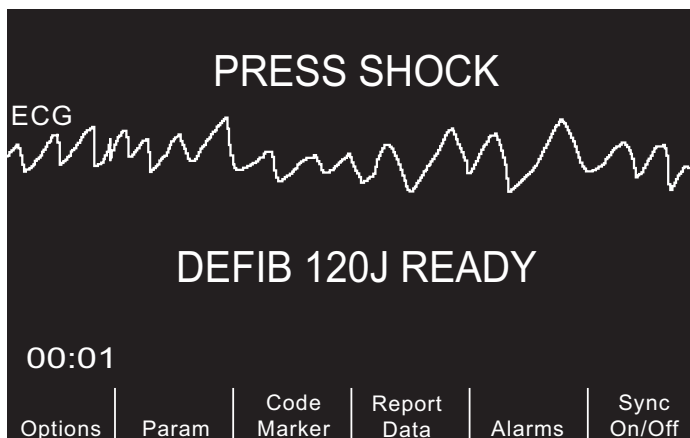 PRESS SHOCK
ECG
DEFIB 120J READY
00:01
Options
Param
Code
Marker
Report
Data
Alarms
Sync
On/Off